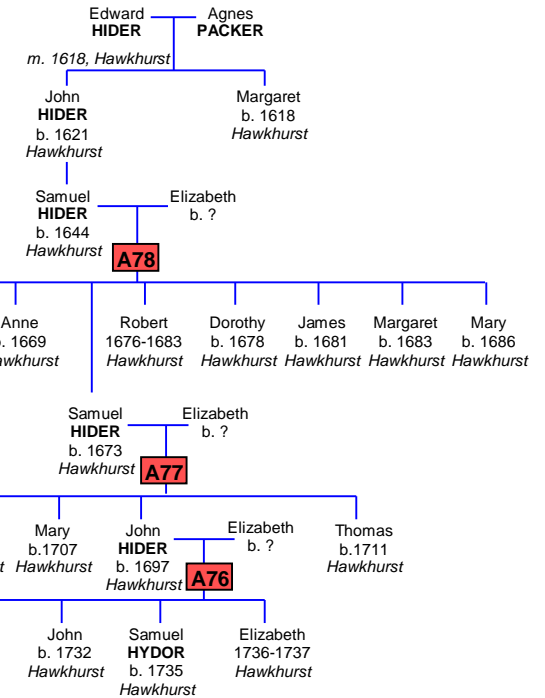 Edward Agnes
HIDER PACKER
m. 1618, Hawkhurst
John Margaret
HIDER b. 1618
b. 1621 Hawkhurst
Hawkhurst
Samuel Elizabeth
HIDER b. ?
b. 1644
Hawkhurst
A78
Anne Robert Dorothy James Margaret Mary
. 1669 1676-1683 b. 1678 b. 1681 b. 1683 b. 1686
awkhurst Hawkhurst Hawkhurst Hawkhurst Hawkhurst Hawkhurst
Samuel Elizabeth
HIDER b. ?
b. 1673
Hawkhurst
A77
Mary John Elizabeth Thomas
b.1707 HIDER b. ? b.1711
t Hawkhurst b. 1697 Hawkhurst
Hawkhurst
A76
John Samuel Elizabeth
b. 1732 HYDOR 1736-1737
Hawkhurst b. 1735 Hawkhurst
Hawkhurst